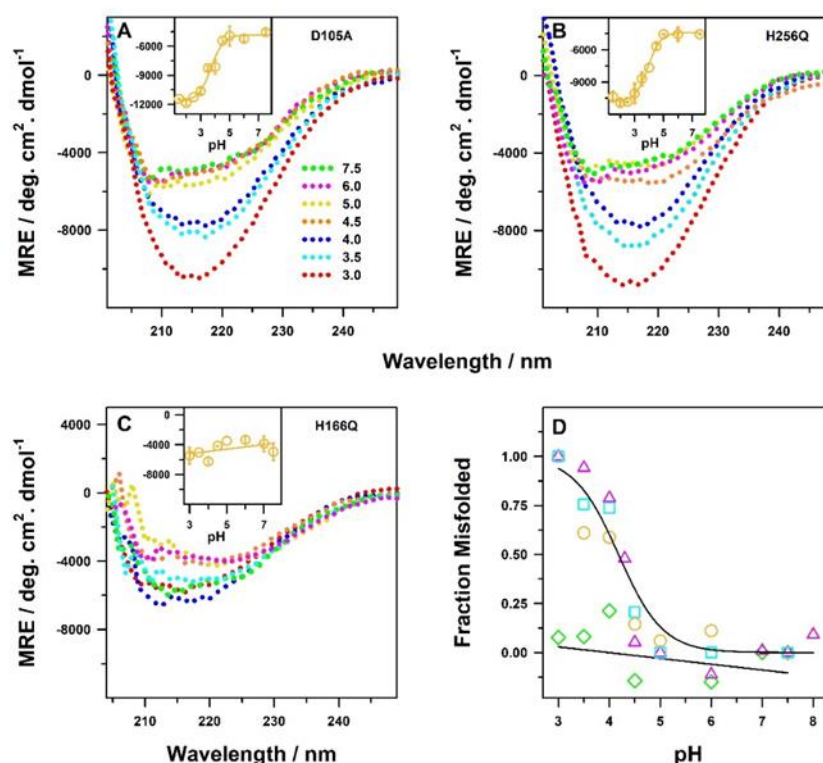 A
D105A
-6000
-9000
-12000
3 5 7
pH
0
-4000
-8000
MRE / deg. cm². dmol⁻¹
7.5
6.0
5.0
4.5
4.0
3.5
3.0
210 220 230 240
B
H256Q
-6000
-9000
3 5 7
pH
0
-4000
-8000
MRE / deg. cm². dmol⁻¹
210 220 230 240
Wavelength / nm
C
H166Q
0
-4000
-8000
3 4 5 6 7
pH
4000
0
-4000
-8000
MRE / deg. cm². dmol⁻¹
210 220 230 240
Wavelength / nm
D
1.00
0.75
0.50
0.25
0.00
Fraction Misfolded
3 4 5 6 7 8
pH